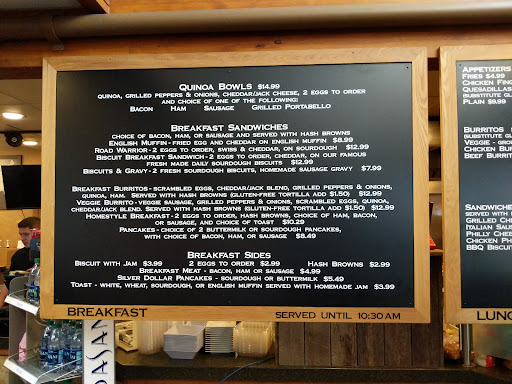 Quinoa Bowls $14.99
quinoa, grilled peppers & onions, cheddar/jack cheese, 2 eggs to order
and choice of one of the following:
Bacon Ham Sausage Grilled Portabello
Breakfast Sandwiches
choice of bacon, ham, or sausage and served with hash browns
English Muffin - fried egg and cheddar on english muffin $8.99
Road Warrior - 2 eggs to order, swiss & cheddar, on sourdough $12.99
Biscuit Breakfast Sandwich - 2 eggs to order, cheddar, on our famous
fresh made daily sourdough biscuits $12.99
Biscuits & Gravy - 2 fresh sourdough biscuits, homemade sausage gravy $7.99
Breakfast Burritos - scrambled eggs, cheddar/jack blend, grilled peppers & onions,
quinoa, ham. Served with hash browns (gluten-free tortilla add $1.50) $12.99
Veggie Burrito - veggie sausage, grilled peppers & onions, scrambled eggs, quinoa,
cheddar/jack blend. Served with hash browns (gluten-free tortilla add $1.50) $12.99
Homestyle Breakfast - 2 eggs to order, hash browns, choice of ham, bacon,
or sausage, and choice of toast $10.29
Pancakes - choice of 2 buttermilk or sourdough pancakes,
with choice of bacon, ham, or sausage $8.49
Breakfast Sides
Biscuit with jam $3.99 2 eggs to order $2.99 Hash Browns $2.99
Breakfast Meat - bacon, ham or sausage $4.99
Silver Dollar Pancakes - sourdough or buttermilk $5.49
Toast - white, wheat, sourdough, or english muffin served with homemade jam $3.99
BREAKFAST SERVED UNTIL 10:30 AM
Appetizers
Fries $4.99
Chicken Fing
Quesadillas
substitute gl
Plain $9.99
Burritos
substitute gl
Veggie - gro
Chicken Bur
Beef Burrit
Sandwiche
served with
Grilled Che
Italian Saus
Philly Chee
Chicken Ph
BBQ Biscui
LUNC
DASAN